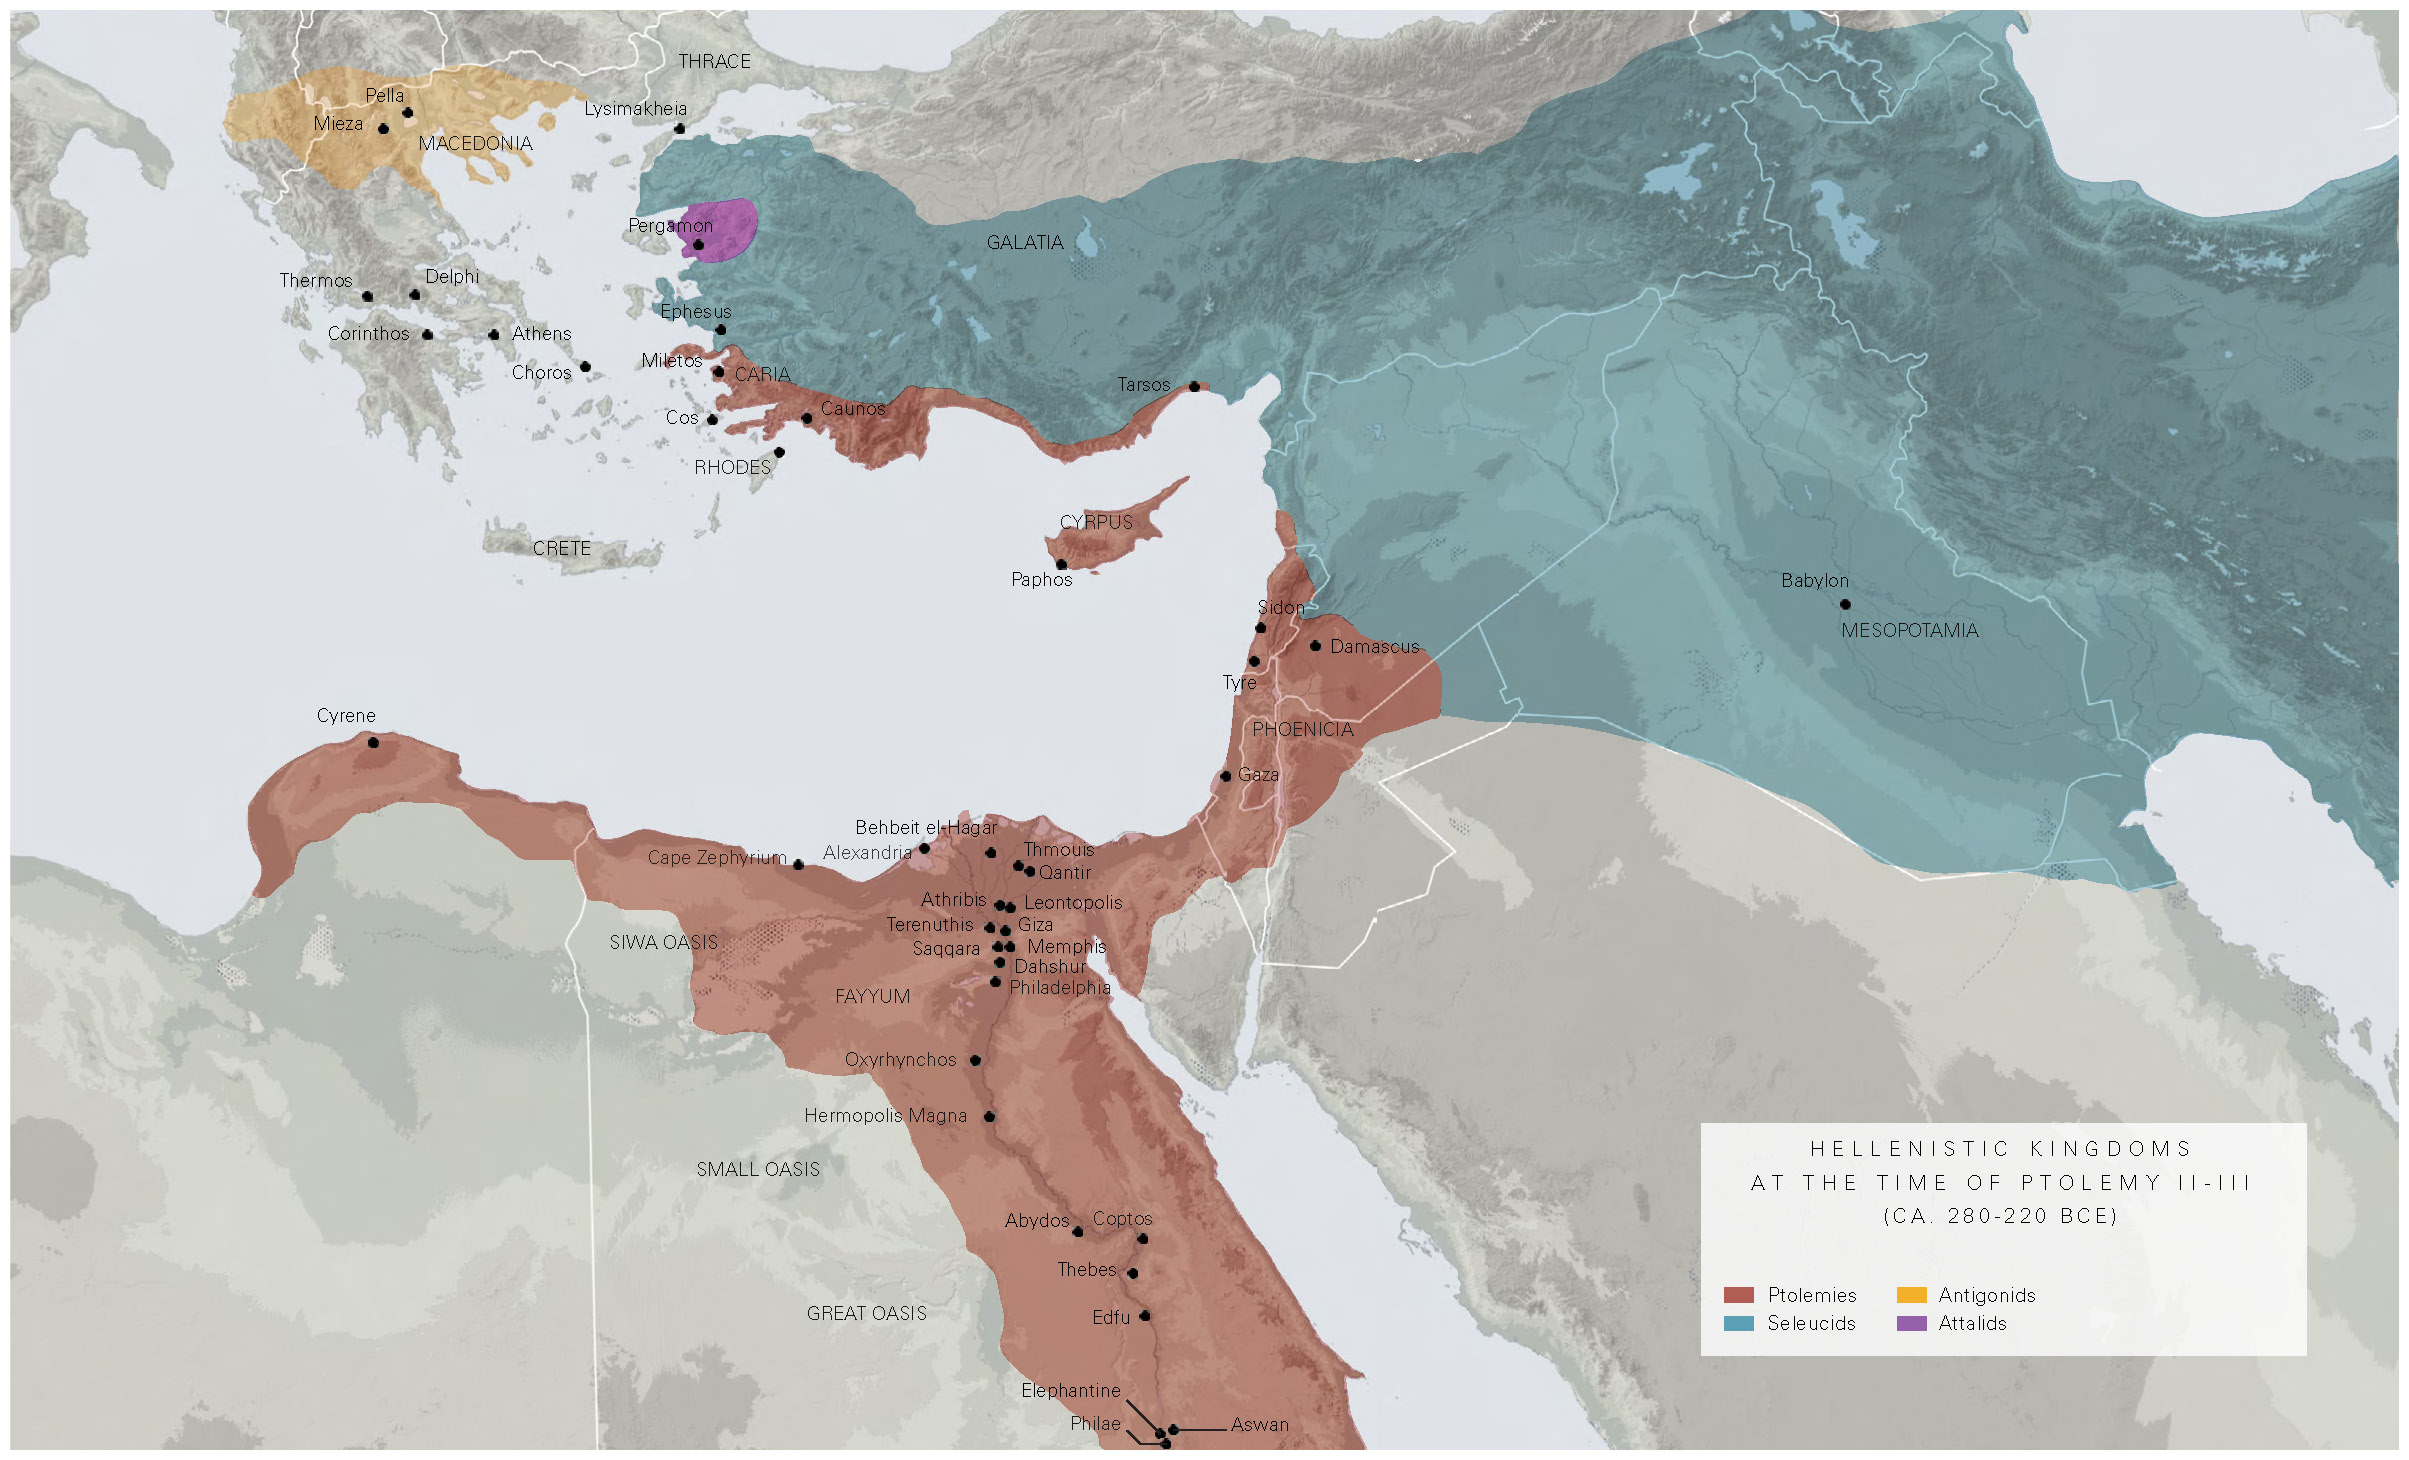 THRACE
Pella
Lysimakheia
Mieza
MACEDONIA
Pergamon
GALATIA
Thermos
Delphi
Ephesus
Corinthos
Athens
Miletos
Choros
CARIA
Tarsos
Caunos
Cos
RHODES
CYRPUS
CRETE
Paphos
Babylon
Sidon
MESOPOTAMIA
Damascus
Tyre
Cyrene
PHOENICIA
Gaza
Behbeit el-Hagar
Alexandria
Thmouis
Cape Zephyrium
Qantir
Athribis
Leontopolis
Terenuthis
Giza
SIWA OASIS
Saqqara
Memphis
Dahshur
Philadelphia
FAYYUM
Oxyrhynchos
Hermopolis Magna
SMALL OASIS
Abydos
Coptos
Thebes
GREAT OASIS
Edfu
Elephantine
Philae
Aswan
HELLENISTIC KINGDOMS
AT THE TIME OF PTOLEMY II-III
(CA. 280-220 BCE)
Ptolemies
Antigonids
Seleucids
Attalids